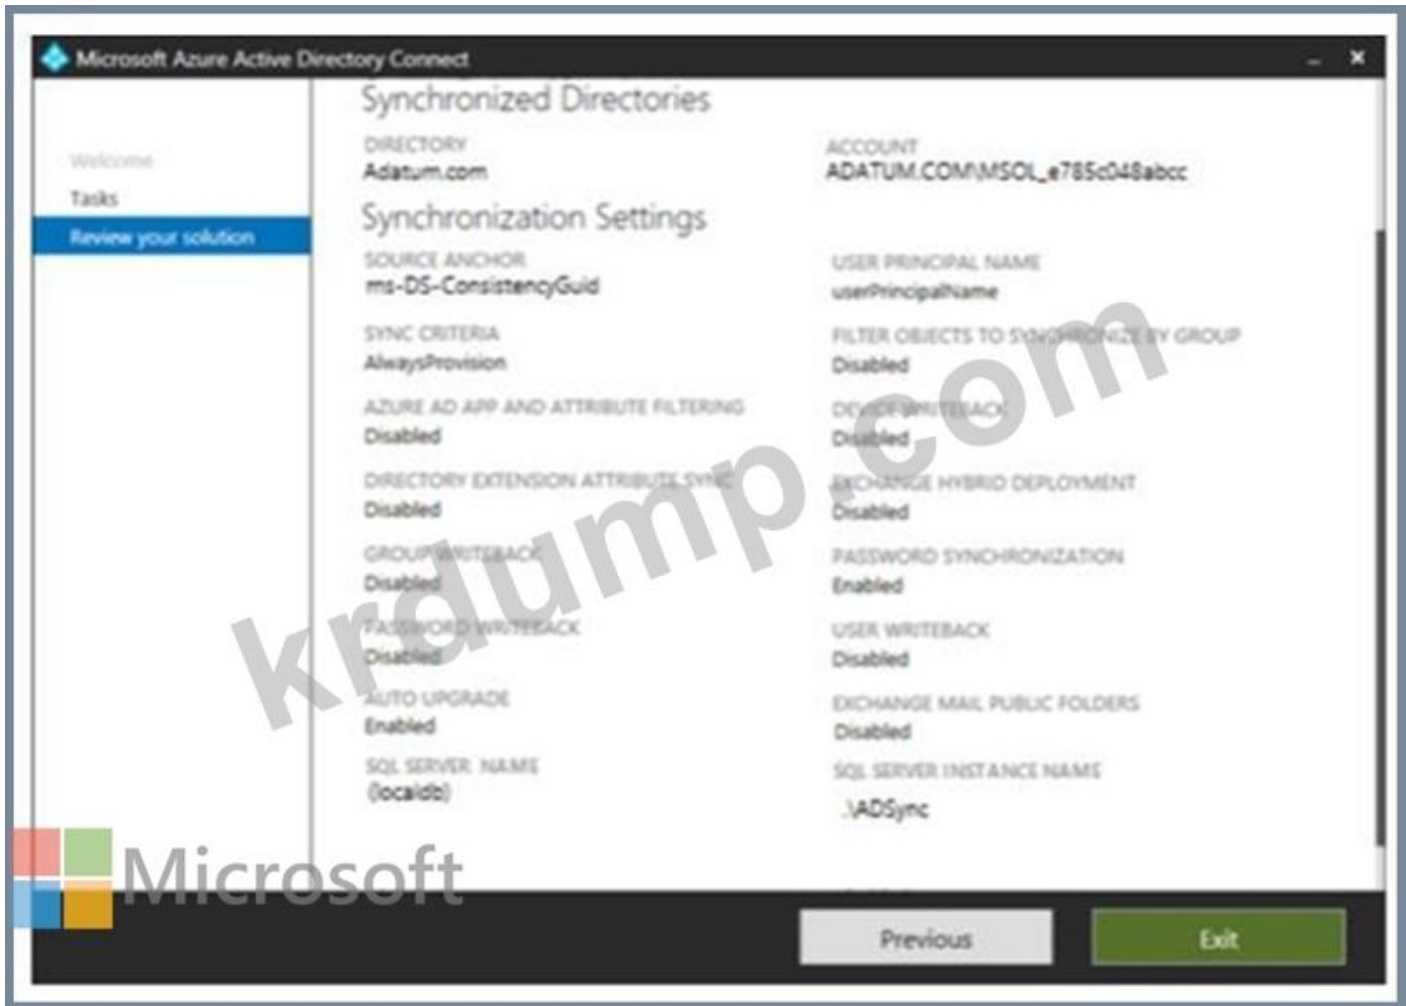 Microsoft Azure Active Directory Connect
Welcome
Tasks
Review your solution
Synchronized Directories
DIRECTORY
Adatum.com
ACCOUNT
ADATUM.COM\MSOL_e785c048abcc
Synchronization Settings
SOURCE ANCHOR
ms-DS-ConsistencyGuid
USER PRINCIPAL NAME
userPrincipalName
SYNC CRITERIA
AlwaysProvision
FILTER OBJECTS TO SYNCHRONIZE BY GROUP
Disabled
AZURE AD APP AND ATTRIBUTE FILTERING
Disabled
DEVICE WRITEBACK
Disabled
DIRECTORY EXTENSION ATTRIBUTE SYNC
Disabled
EXCHANGE HYBRID DEPLOYMENT
Disabled
GROUP WRITEBACK
Disabled
PASSWORD SYNCHRONIZATION
Enabled
PASSWORD WRITEBACK
Disabled
USER WRITEBACK
Disabled
AUTO UPGRADE
Enabled
EXCHANGE MAIL PUBLIC FOLDERS
Disabled
SQL SERVER NAME
(localdb)
SQL SERVER INSTANCE NAME
.\ADSync
krdump.com
Microsoft
Previous
Exit